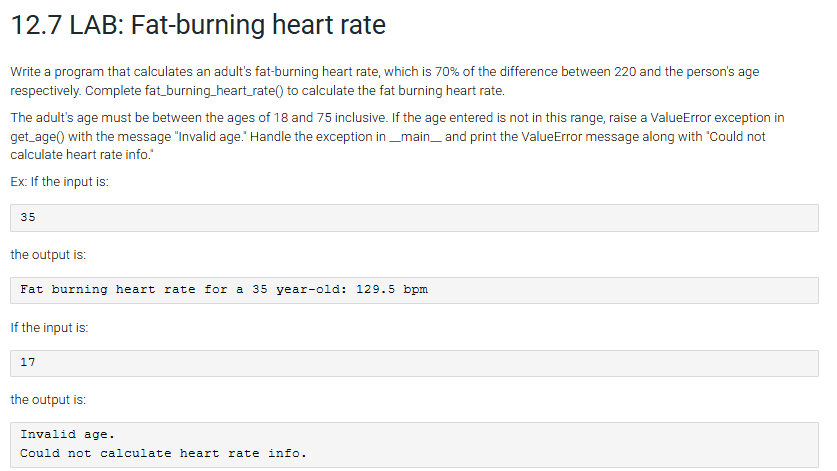 12.7 LAB: Fat-burning heart rate
Write a program that calculates an adult's fat-burning heart rate, which is 70% of the difference between 220 and the person's age
respectively. Complete fat_burning_heart_rate() to calculate the fat burning heart rate.
The adult's age must be between the ages of 18 and 75 inclusive. If the age entered is not in this range, raise a ValueError exception in
get_age() with the message "Invalid age." Handle the exception in __main__ and print the ValueError message along with "Could not
calculate heart rate info."
Ex: If the input is:
35
the output is:
Fat burning heart rate for a 35 year-old: 129.5 bpm
If the input is:
17
the output is:
Invalid age.
Could not calculate heart rate info.